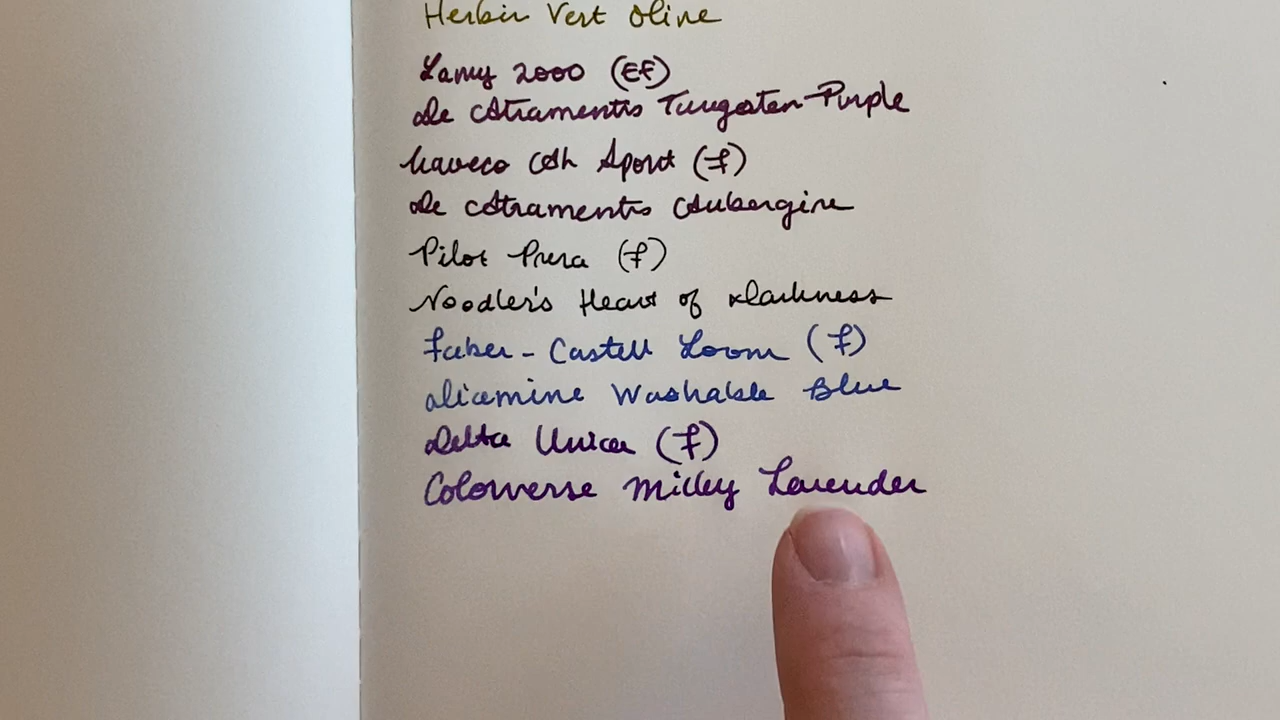 Herbin Vert Olive
Lamy 2000 (EF)
De Atramentis Tungsten-Purple
Kaweco Art Sport (F)
De Atramentis Aubergine
Pilot Prera (F)
Noodler's Heart of Darkness
Faber-Castell Loom (F)
Diamine Washable Blue
Delta Unica (F)
Colorverse Milky Lavender